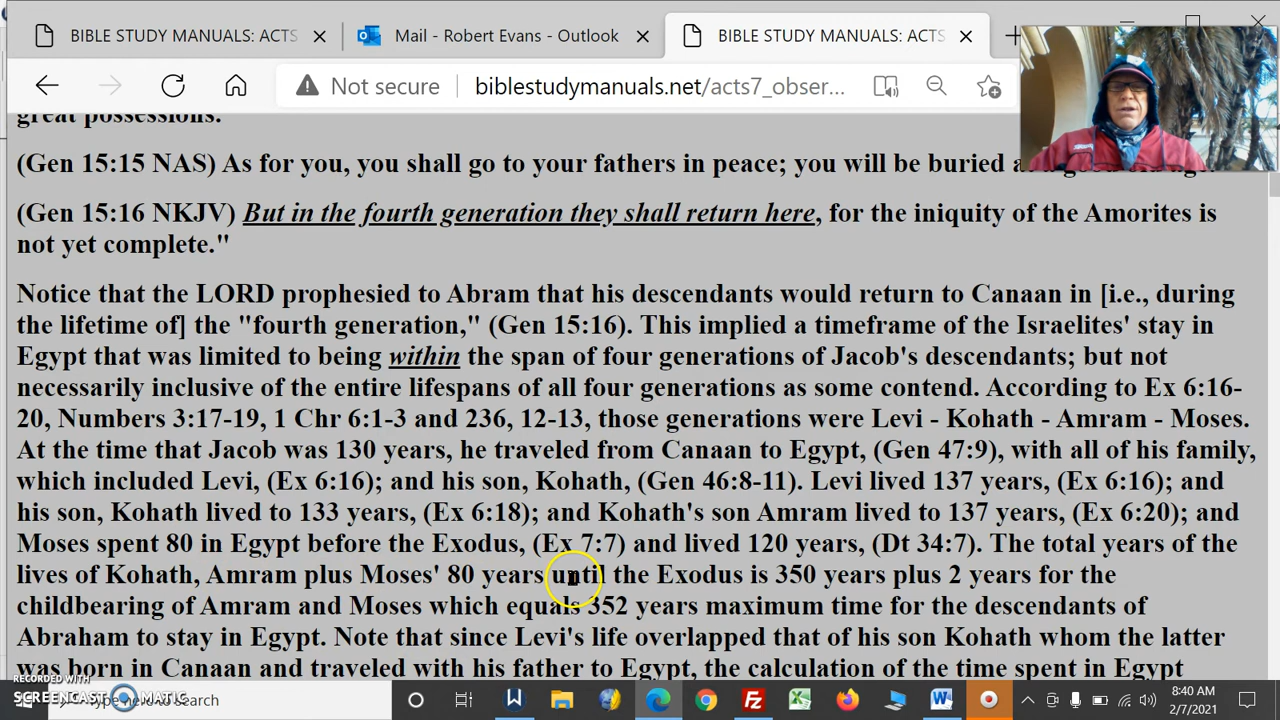 BIBLE STUDY MANUALS: ACTS
Mail - Robert Evans - Outlook
BIBLE STUDY MANUALS: ACTS
Not secure
biblestudymanuals.net/acts7_obser...
great possessions.
(Gen 15:15 NAS) As for you, you shall go to your fathers in peace; you will be buried
(Gen 15:16 NKJV) But in the fourth generation they shall return here, for the iniquity of the Amorites is
not yet complete."
Notice that the LORD prophesied to Abram that his descendants would return to Canaan in [i.e., during
the lifetime of] the "fourth generation," (Gen 15:16). This implied a timeframe of the Israelites' stay in
Egypt that was limited to being within the span of four generations of Jacob's descendants; but not
necessarily inclusive of the entire lifespans of all four generations as some contend. According to Ex 6:16-
20, Numbers 3:17-19, 1 Chr 6:1-3 and 236, 12-13, those generations were Levi - Kohath - Amram - Moses.
At the time that Jacob was 130 years, he traveled from Canaan to Egypt, (Gen 47:9), with all of his family,
which included Levi, (Ex 6:16); and his son, Kohath, (Gen 46:8-11). Levi lived 137 years, (Ex 6:16); and
his son, Kohath lived to 133 years, (Ex 6:18); and Kohath's son Amram lived to 137 years, (Ex 6:20); and
Moses spent 80 in Egypt before the Exodus, (Ex 7:7) and lived 120 years, (Dt 34:7). The total years of the
lives of Kohath, Amram plus Moses' 80 years until the Exodus is 350 years plus 2 years for the
childbearing of Amram and Moses which equals 352 years maximum time for the descendants of
Abraham to stay in Egypt. Note that since Levi's life overlapped that of his son Kohath whom the latter
was born in Canaan and traveled with his father to Egypt, the calculation of the time spent in Egypt
RECORDED WITH
SCREENCAST MATIC
Type here to search
8:40 AM
2/7/2021